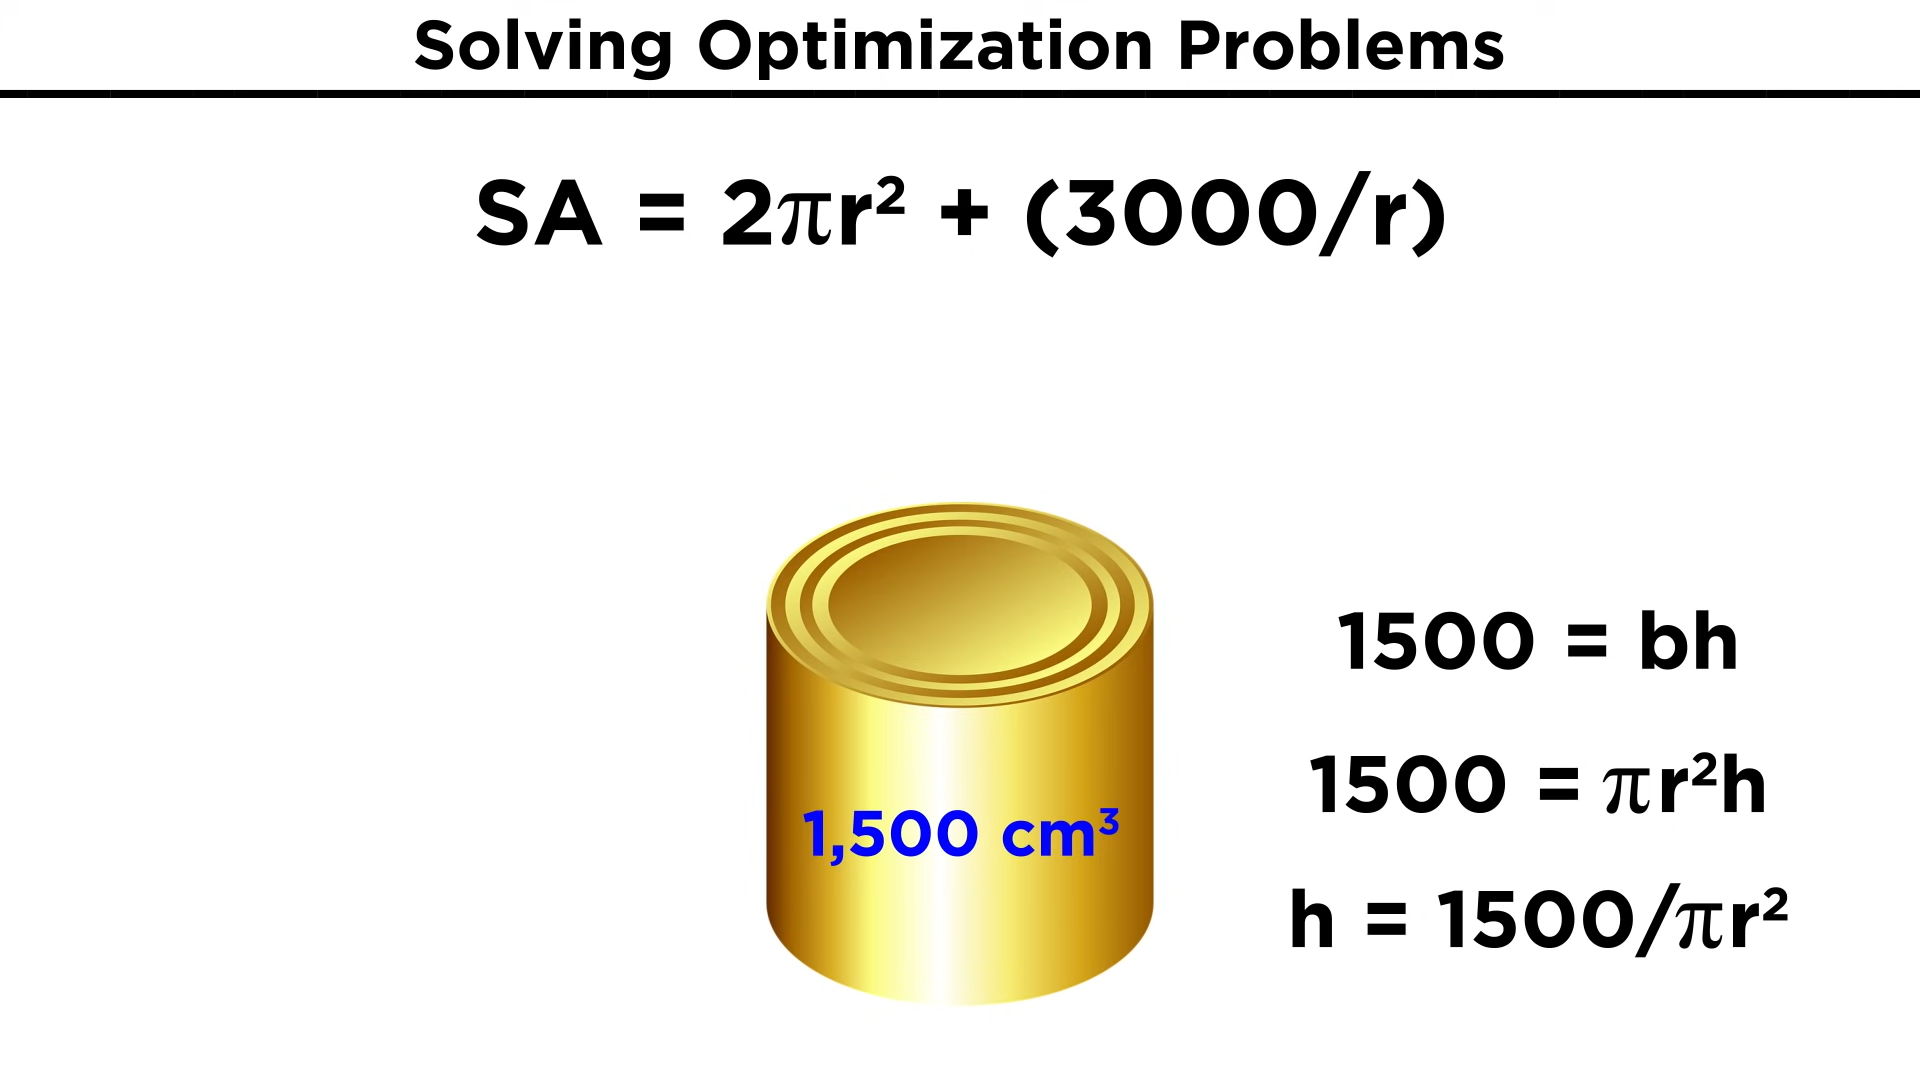 Solving Optimization Problems
SA = 2πr² + (3000/r)
1500 = bh
1500 = πr²h
1,500 cm³
h = 1500/πr²